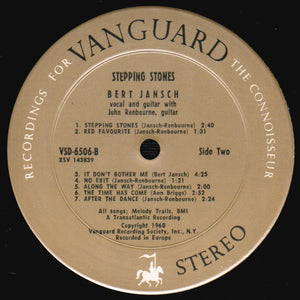 RECORDINGS FOR VANGUARD THE CONNOISSEUR
STEPPING STONES
BERT JANSCH
vocal and guitar with
John Renbourne, guitar
1. STEPPING STONES (Jansch-Renbourne) 2:40
2. RED FAVOURITE (Jansch-Renbourne) 1:31
VSD-6506-B Side Two
XSV 143839
3. IT DON'T BOTHER ME (Bert Jansch) 4:25
4. NO EXIT (Jansch-Renbourne) 1:21
5. ALONG THE WAY (Jansch-Renbourne) 2:00
6. THE TIME HAS COME (Ann Briggs) 2:52
7. AFTER THE DANCE (Jansch-Renbourne) 2:24
All songs; Melody Trails, BMI
A Transatlantic Recording
Copyright 1968
Vanguard Recording Society, Inc., N.Y.
Recorded in Europe
STEREO